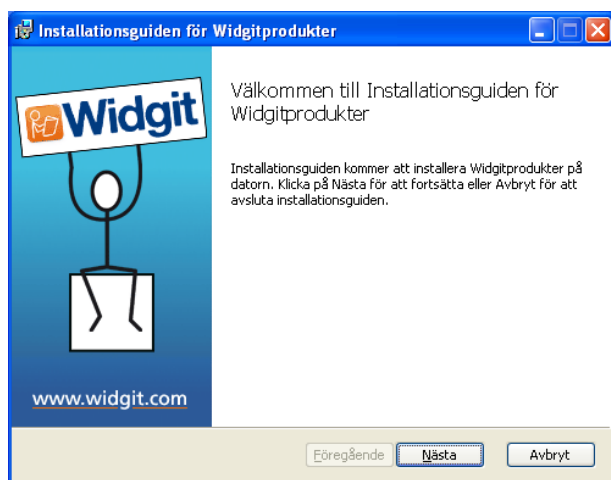 Installationsguiden för Widgitprodukter
Widgit
Välkommen till Installationsguiden för
Widgitprodukter
Installationsguiden kommer att installera Widgitprodukter på
datorn. Klicka på Nästa för att fortsätta eller Avbryt för att
avsluta installationsguiden.
www.widgit.com
Föregående Nästa Avbryt